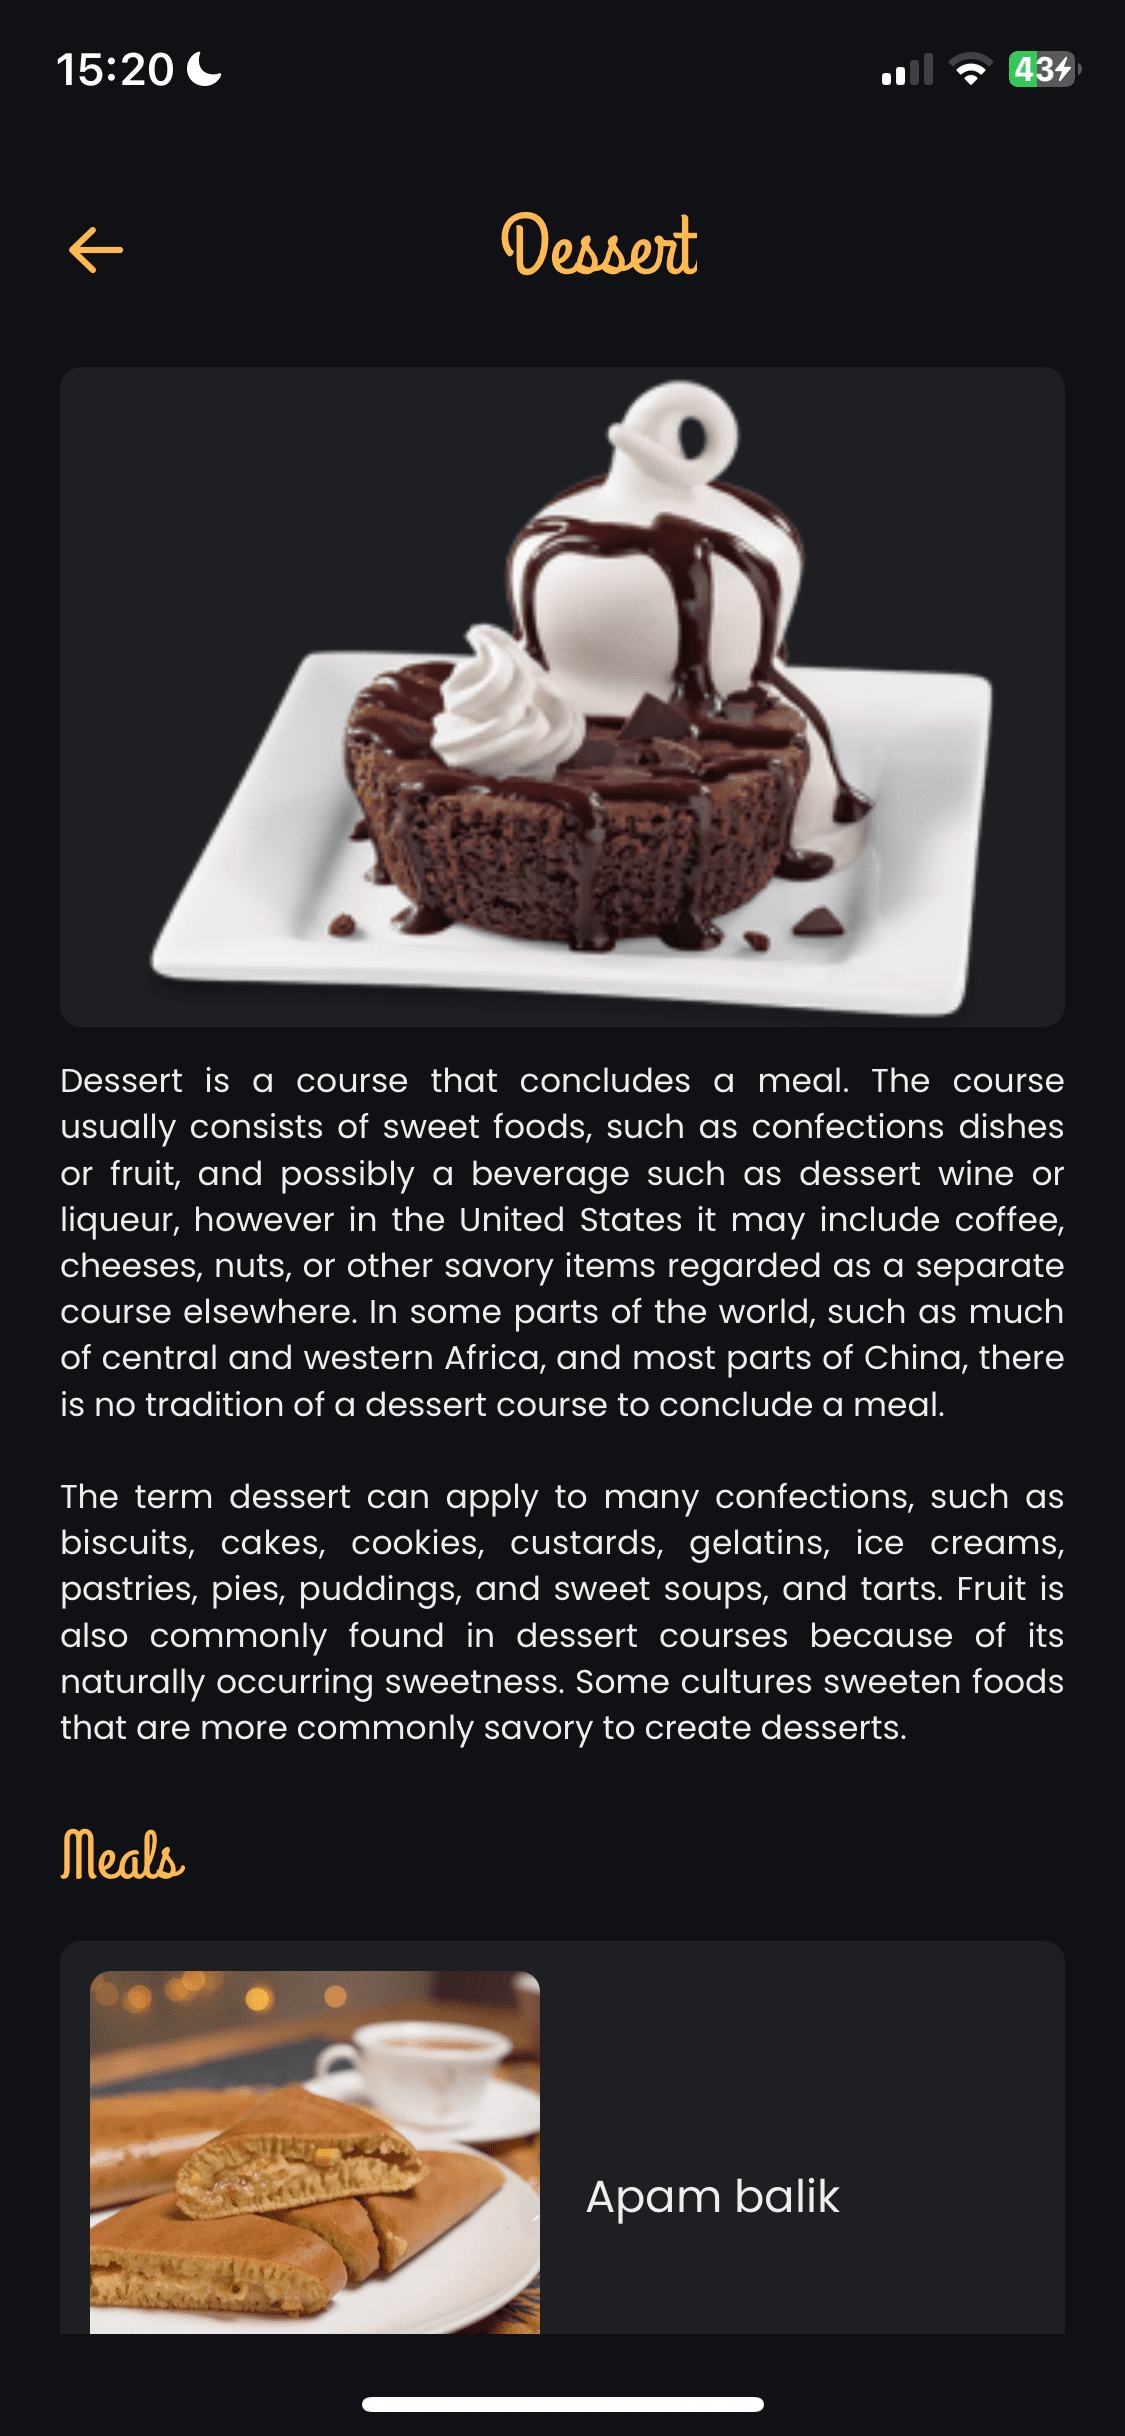 15:20
43
Dessert
Dessert is a course that concludes a meal. The course
usually consists of sweet foods, such as confections dishes
or fruit, and possibly a beverage such as dessert wine or
liqueur, however in the United States it may include coffee,
cheeses, nuts, or other savory items regarded as a separate
course elsewhere. In some parts of the world, such as much
of central and western Africa, and most parts of China, there
is no tradition of a dessert course to conclude a meal.
The term dessert can apply to many confections, such as
biscuits, cakes, cookies, custards, gelatins, ice creams,
pastries, pies, puddings, and sweet soups, and tarts. Fruit is
also commonly found in dessert courses because of its
naturally occurring sweetness. Some cultures sweeten foods
that are more commonly savory to create desserts.
Meals
Apam balik